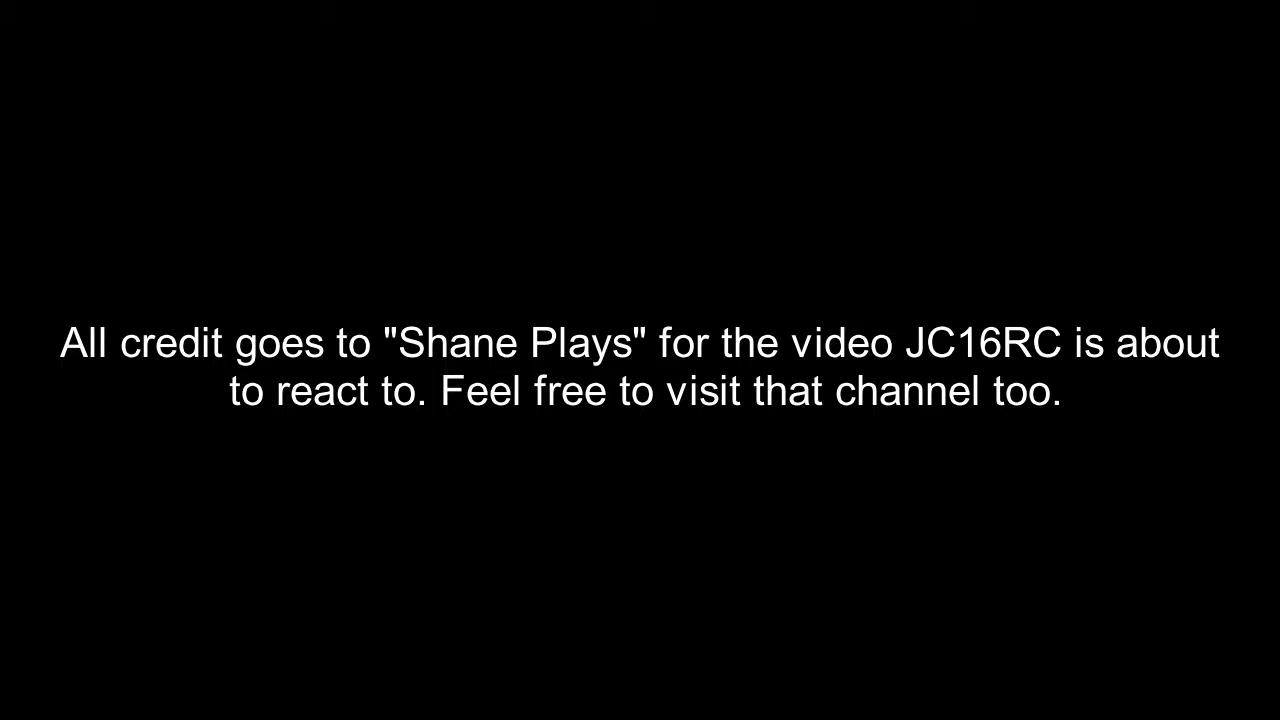 All credit goes to "Shane Plays" for the video JC16RC is about
to react to. Feel free to visit that channel too.